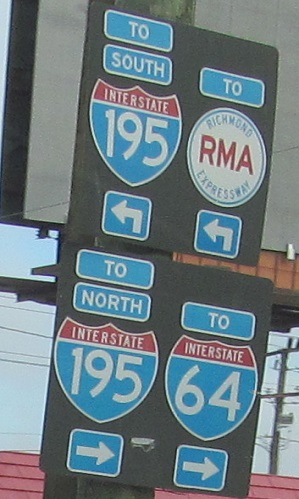 TO
SOUTH
INTERSTATE
195
TO
RICHMOND
RMA
EXPRESSWAY
TO
NORTH
INTERSTATE
195
TO
INTERSTATE
64